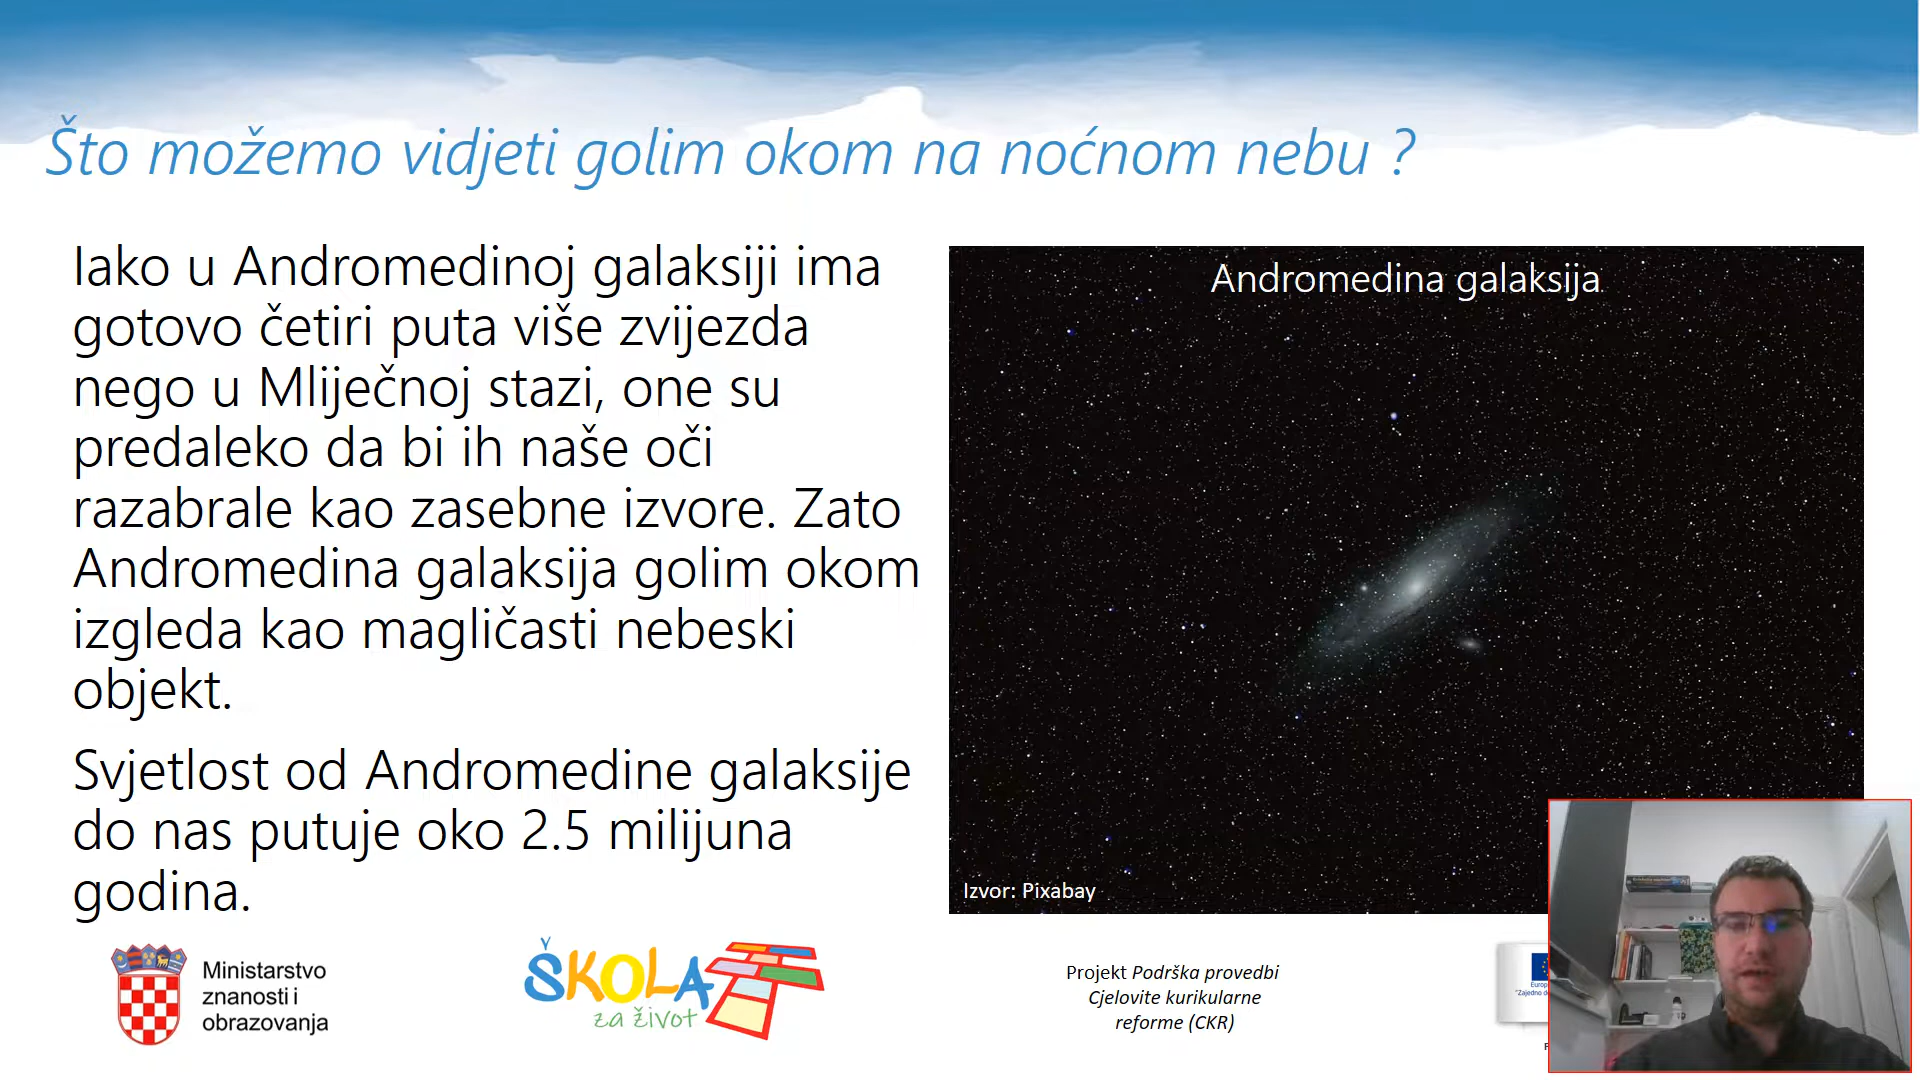 Što možemo vidjeti golim okom na noćnom nebu ?
Iako u Andromedinoj galaksiji ima
gotovo četiri puta više zvijezda
nego u Mliječnoj stazi, one su
predaleko da bi ih naše oči
razabrale kao zasebne izvore. Zato
Andromedina galaksija golim okom
izgleda kao magličasti nebeski
objekt.
Svjetlost od Andromedine galaksije
do nas putuje oko 2.5 milijuna
godina.
Andromedina galaksija
Izvor: Pixabay
Ministarstvo
znanosti i
obrazovanja
ŠKOLA
za život
Projekt Podrška provedbi
Cjelovite kurikularne
reforme (CKR)
"Zajedno